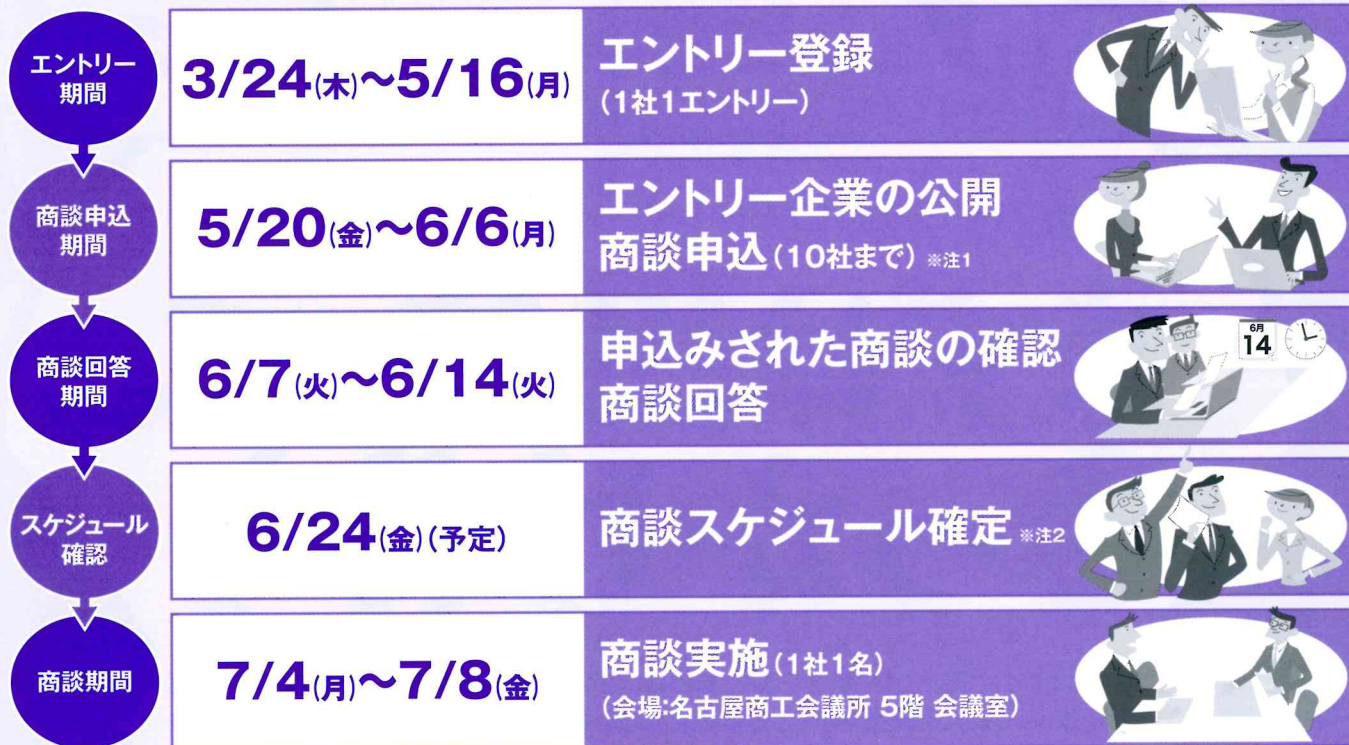 エントリー
期間
3/24(木)〜5/16(月)
エントリー登録
(1社1エントリー)
商談申込
期間
5/20(金)〜6/6(月)
エントリー企業の公開
商談申込(10社まで) ※注1
商談回答
期間
6/7(火)〜6/14(火)
申込みされた商談の確認
商談回答
6月
14
スケジュール
確認
6/24(金)(予定)
商談スケジュール確定 ※注2
商談期間
7/4(月)〜7/8(金)
商談実施(1社1名)
(会場:名古屋商工会議所 5階 会議室)